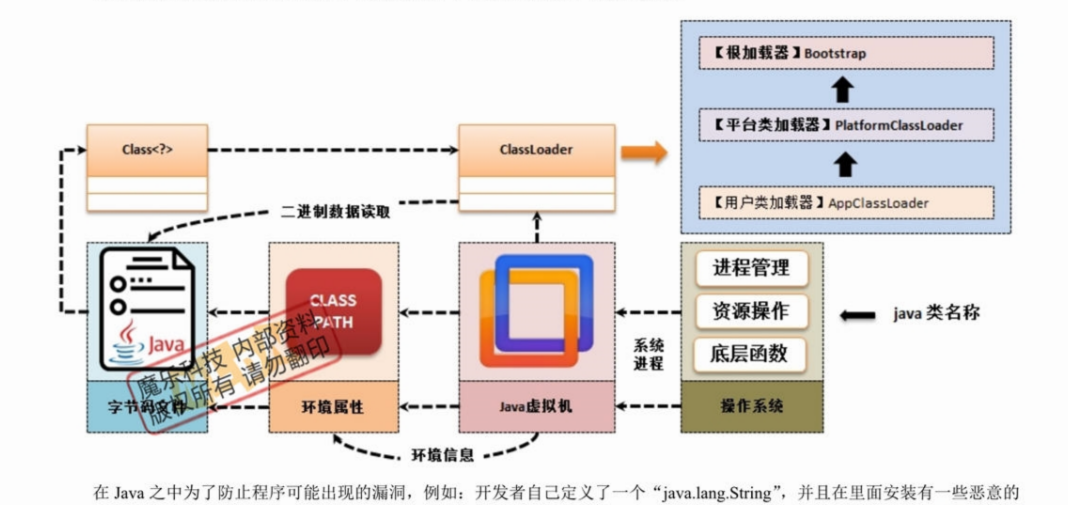 【根加载器】Bootstrap
【平台类加载器】PlatformClassLoader
【用户类加载器】AppClassLoader
Class<?>
ClassLoader
二进制数据读取
Java
CLASS
PATH
进程管理
资源操作
底层函数
java 类名称
系统
进程
魔乐科技 内部资料
版权所有 请勿翻印
字节码文件
环境属性
Java虚拟机
操作系统
环境信息
在 Java 之中为了防止程序可能出现的漏洞，例如：开发者自己定义了一个“java.lang.String”，并且在里面安装有一些恶意的